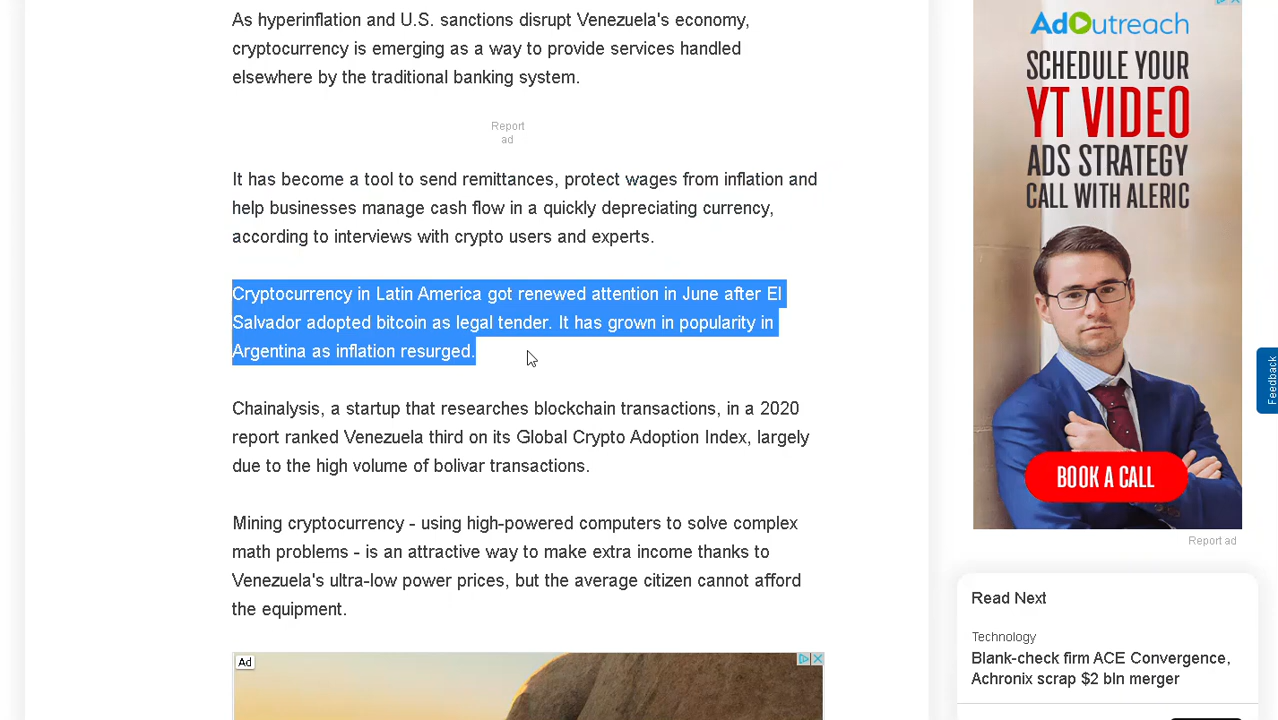 As hyperinflation and U.S. sanctions disrupt Venezuela's economy,
cryptocurrency is emerging as a way to provide services handled
elsewhere by the traditional banking system.
Report
ad
It has become a tool to send remittances, protect wages from inflation and
help businesses manage cash flow in a quickly depreciating currency,
according to interviews with crypto users and experts.
Cryptocurrency in Latin America got renewed attention in June after El
Salvador adopted bitcoin as legal tender. It has grown in popularity in
Argentina as inflation resurged.
Chainalysis, a startup that researches blockchain transactions, in a 2020
report ranked Venezuela third on its Global Crypto Adoption Index, largely
due to the high volume of bolivar transactions.
Mining cryptocurrency - using high-powered computers to solve complex
math problems - is an attractive way to make extra income thanks to
Venezuela's ultra-low power prices, but the average citizen cannot afford
the equipment.
Ad
AdOutreach
SCHEDULE YOUR
YT VIDEO
ADS STRATEGY
CALL WITH ALERIC
BOOK A CALL
Report ad
Feedback
Read Next
Technology
Blank-check firm ACE Convergence,
Achronix scrap $2 bln merger